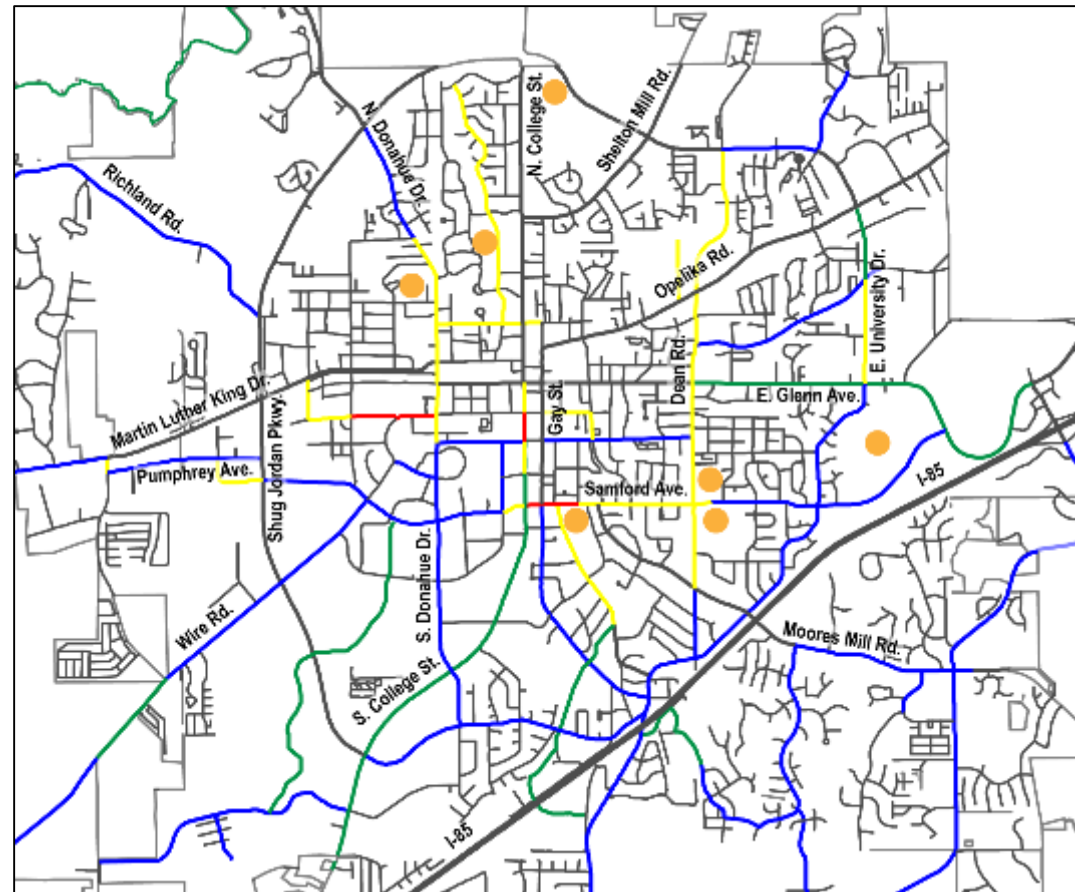 N. College St.
Shelton Mill Rd.
N. Donahue Dr.
Richland Rd.
Opelika Rd.
E. University Dr.
Dean Rd.
Martin Luther King Dr.
Gay St.
E. Glenn Ave.
Pumphrey Ave.
Shug Jordan Pkwy.
Samford Ave.
I-85
S. Donahue Dr.
Wire Rd.
Moores Mill Rd.
S. College St.
I-85